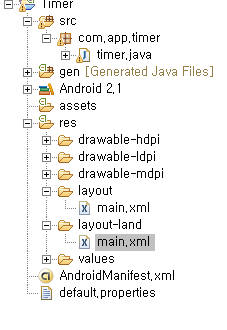 Timer
src
com.app.timer
timer.java
gen [Generated Java Files]
Android 2.1
assets
res
drawable-hdpi
drawable-ldpi
drawable-mdpi
layout
main.xml
layout-land
main.xml
values
AndroidManifest.xml
default.properties